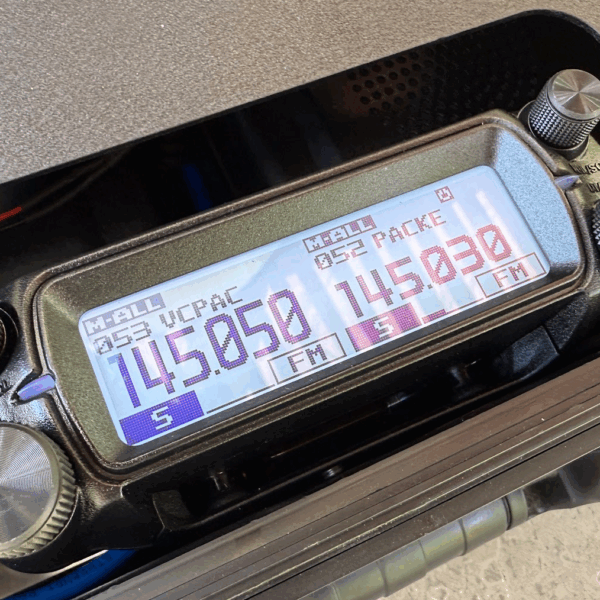 M-ALL
053 VCPAC
145.050
FM
S
M-ALL
052 PACKE
145.030
FM
S